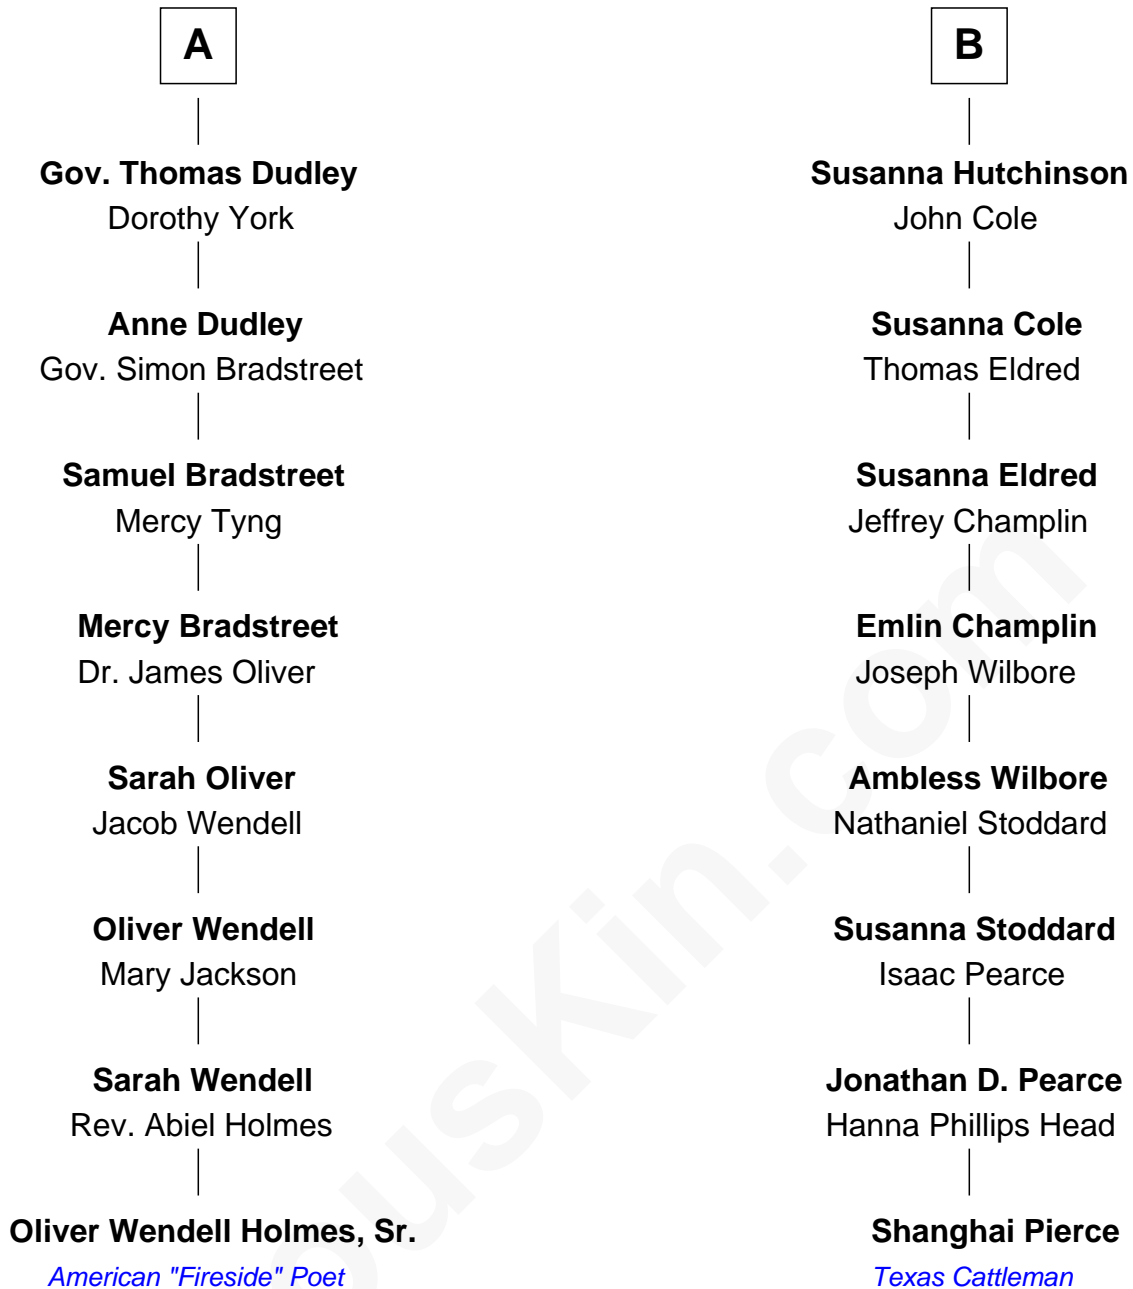 A
Gov. Thomas Dudley
Dorothy York
Anne Dudley
Gov. Simon Bradstreet
Samuel Bradstreet
Mercy Tyng
Mercy Bradstreet
Dr. James Oliver
Sarah Oliver
Jacob Wendell
Oliver Wendell
Mary Jackson
Sarah Wendell
Rev. Abiel Holmes
Oliver Wendell Holmes, Sr.
American "Fireside" Poet
B
Susanna Hutchinson
John Cole
Susanna Cole
Thomas Eldred
Susanna Eldred
Jeffrey Champlin
Emlin Champlin
Joseph Wilbore
Ambless Wilbore
Nathaniel Stoddard
Susanna Stoddard
Isaac Pearce
Jonathan D. Pearce
Hanna Phillips Head
Shanghai Pierce
Texas Cattleman
ousKin.com